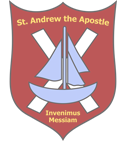 St. Andrew the Apostle
Invenimus
Messiam